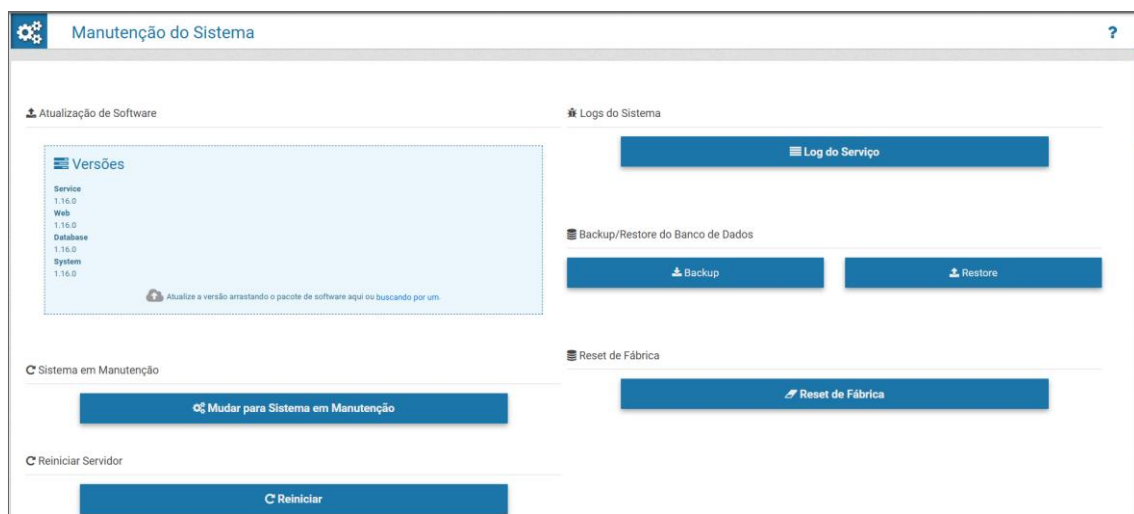 Manutenção do Sistema
?
Atualização de Software
Versões
Service
1.16.0
Web
1.16.0
Database
1.16.0
System
1.16.0
Atualize a versão arrastando o pacote de software aqui ou buscando por um.
Sistema em Manutenção
Mudar para Sistema em Manutenção
Reiniciar Servidor
Reiniciar
Logs do Sistema
Log do Serviço
Backup/Restore do Banco de Dados
Backup
Restore
Reset de Fábrica
Reset de Fábrica